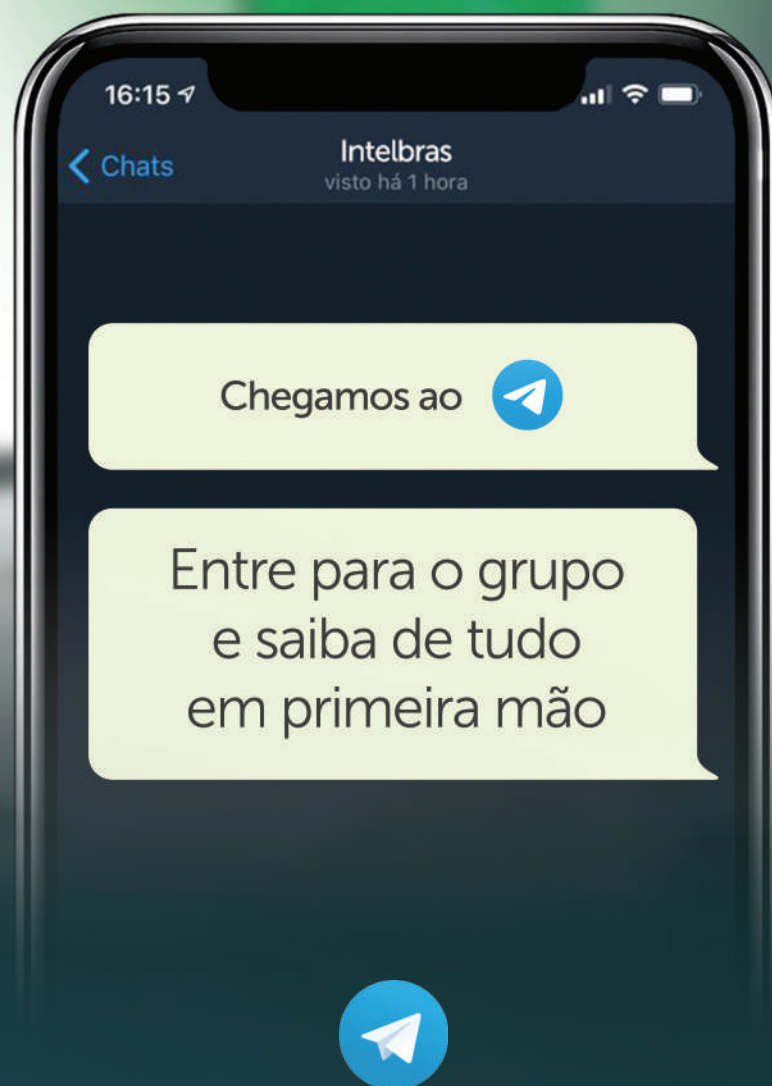 16:15
Chats
Intelbras
visto há 1 hora
Chegamos ao
Entre para o grupo
e saiba de tudo
em primeira mão